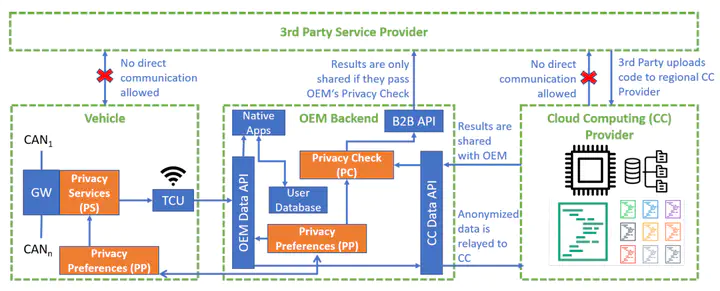 3rd Party Service Provider
No direct
communication
allowed
Results are only
shared if they pass
OEM's Privacy Check
No direct
communication
allowed
3rd Party uploads
code to regional CC
Provider
Vehicle
CAN1
GW
Privacy
Services
(PS)
TCU
CANn
Privacy
Preferences (PP)
OEM Backend
Native
Apps
B2B API
Privacy Check
(PC)
User
Database
OEM Data API
Privacy
Preferences (PP)
CC Data API
Results are
shared
with OEM
Anonymized
data is
relayed to
CC
Cloud Computing (CC)
Provider